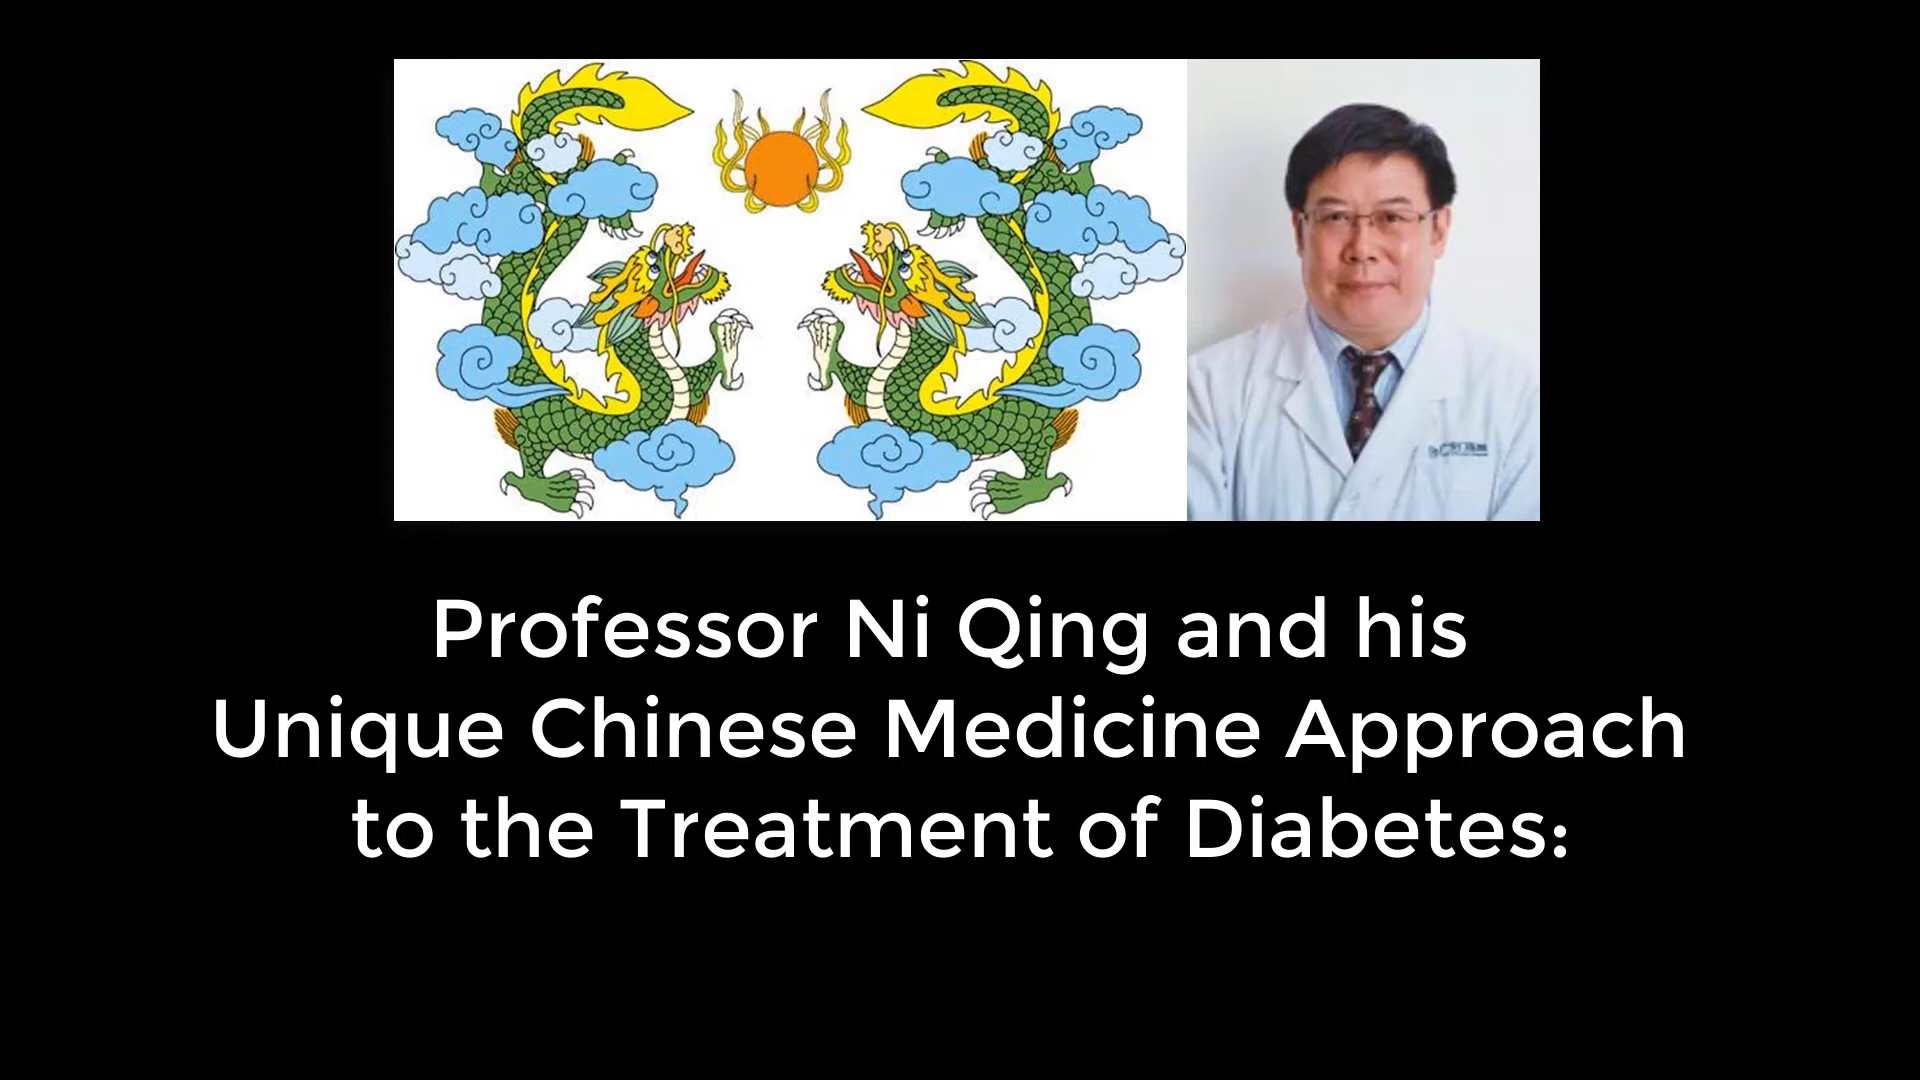 Professor Ni Qing and his
Unique Chinese Medicine Approach
to the Treatment of Diabetes: